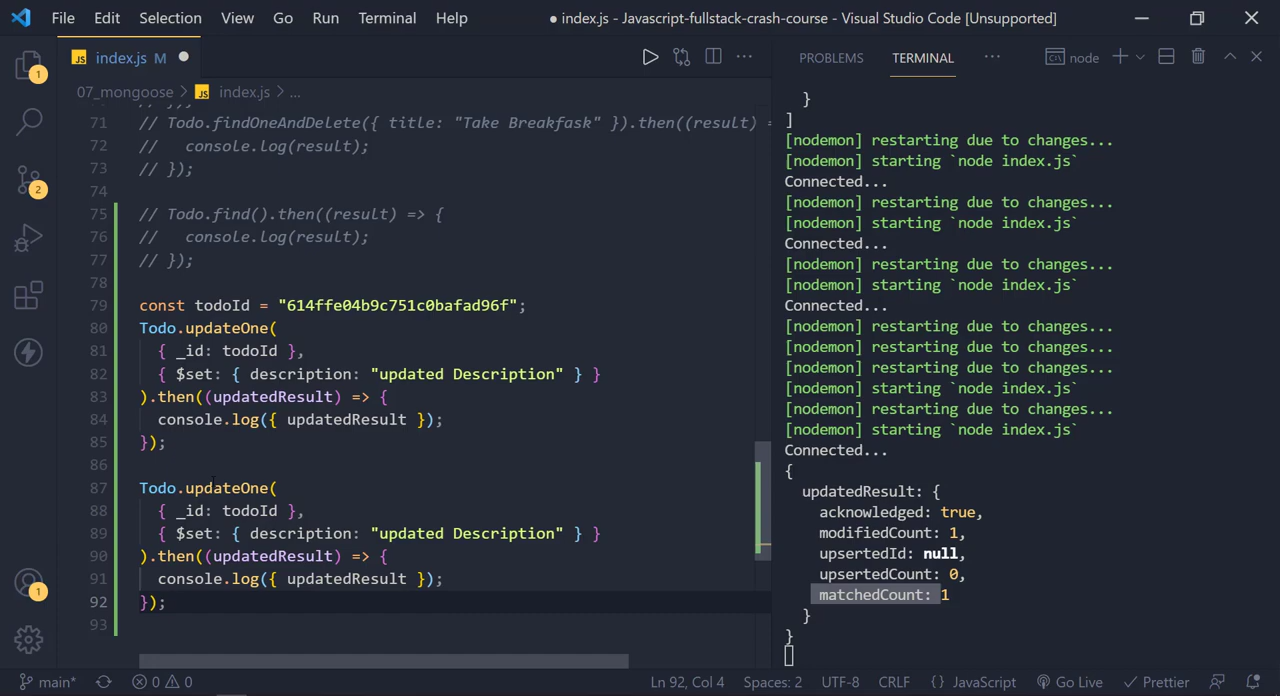 File Edit Selection View Go Run Terminal Help
● index.js - Javascript-fullstack-crash-course - Visual Studio Code [Unsupported]
JS index.js M ●
PROBLEMS TERMINAL ··· node
07_mongoose > JS index.js > ...
71 // Todo.findOneAndDelete({ title: "Take Breakfask" }).then((result) =
72 //   console.log(result);
73 // });
74
75 // Todo.find().then((result) => {
76 //   console.log(result);
77 // });
78
79 const todoId = "614ffe04b9c751c0bafad96f";
80 Todo.updateOne(
81   { _id: todoId },
82   { $set: { description: "updated Description" } }
83 ).then((updatedResult) => {
84   console.log({ updatedResult });
85 });
86
87 Todo.updateOne(
88   { _id: todoId },
89   { $set: { description: "updated Description" } }
90 ).then((updatedResult) => {
91   console.log({ updatedResult });
92 });
93
  }
]
[nodemon] restarting due to changes...
[nodemon] starting `node index.js`
Connected...
[nodemon] restarting due to changes...
[nodemon] starting `node index.js`
Connected...
[nodemon] restarting due to changes...
[nodemon] starting `node index.js`
Connected...
[nodemon] restarting due to changes...
[nodemon] restarting due to changes...
[nodemon] restarting due to changes...
[nodemon] starting `node index.js`
[nodemon] restarting due to changes...
[nodemon] starting `node index.js`
Connected...
{
  updatedResult: {
    acknowledged: true,
    modifiedCount: 1,
    upsertedId: null,
    upsertedCount: 0,
    matchedCount: 1
  }
}
1
2
1
main* 0 0 Ln 92, Col 4 Spaces: 2 UTF-8 CRLF {} JavaScript Go Live Prettier